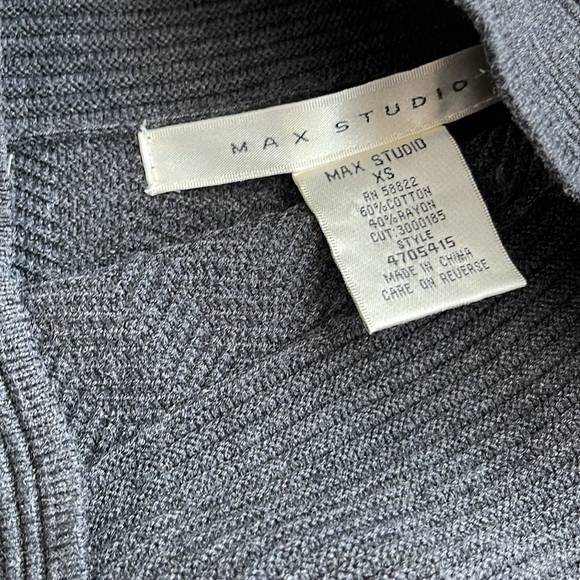 MAX STUDIO
MAX STUDIO
XS
RN 58822
60%COTTON
40%RAYON
CUT: 3000185
STYLE
4705415
MADE IN CHINA
CARE ON REVERSE